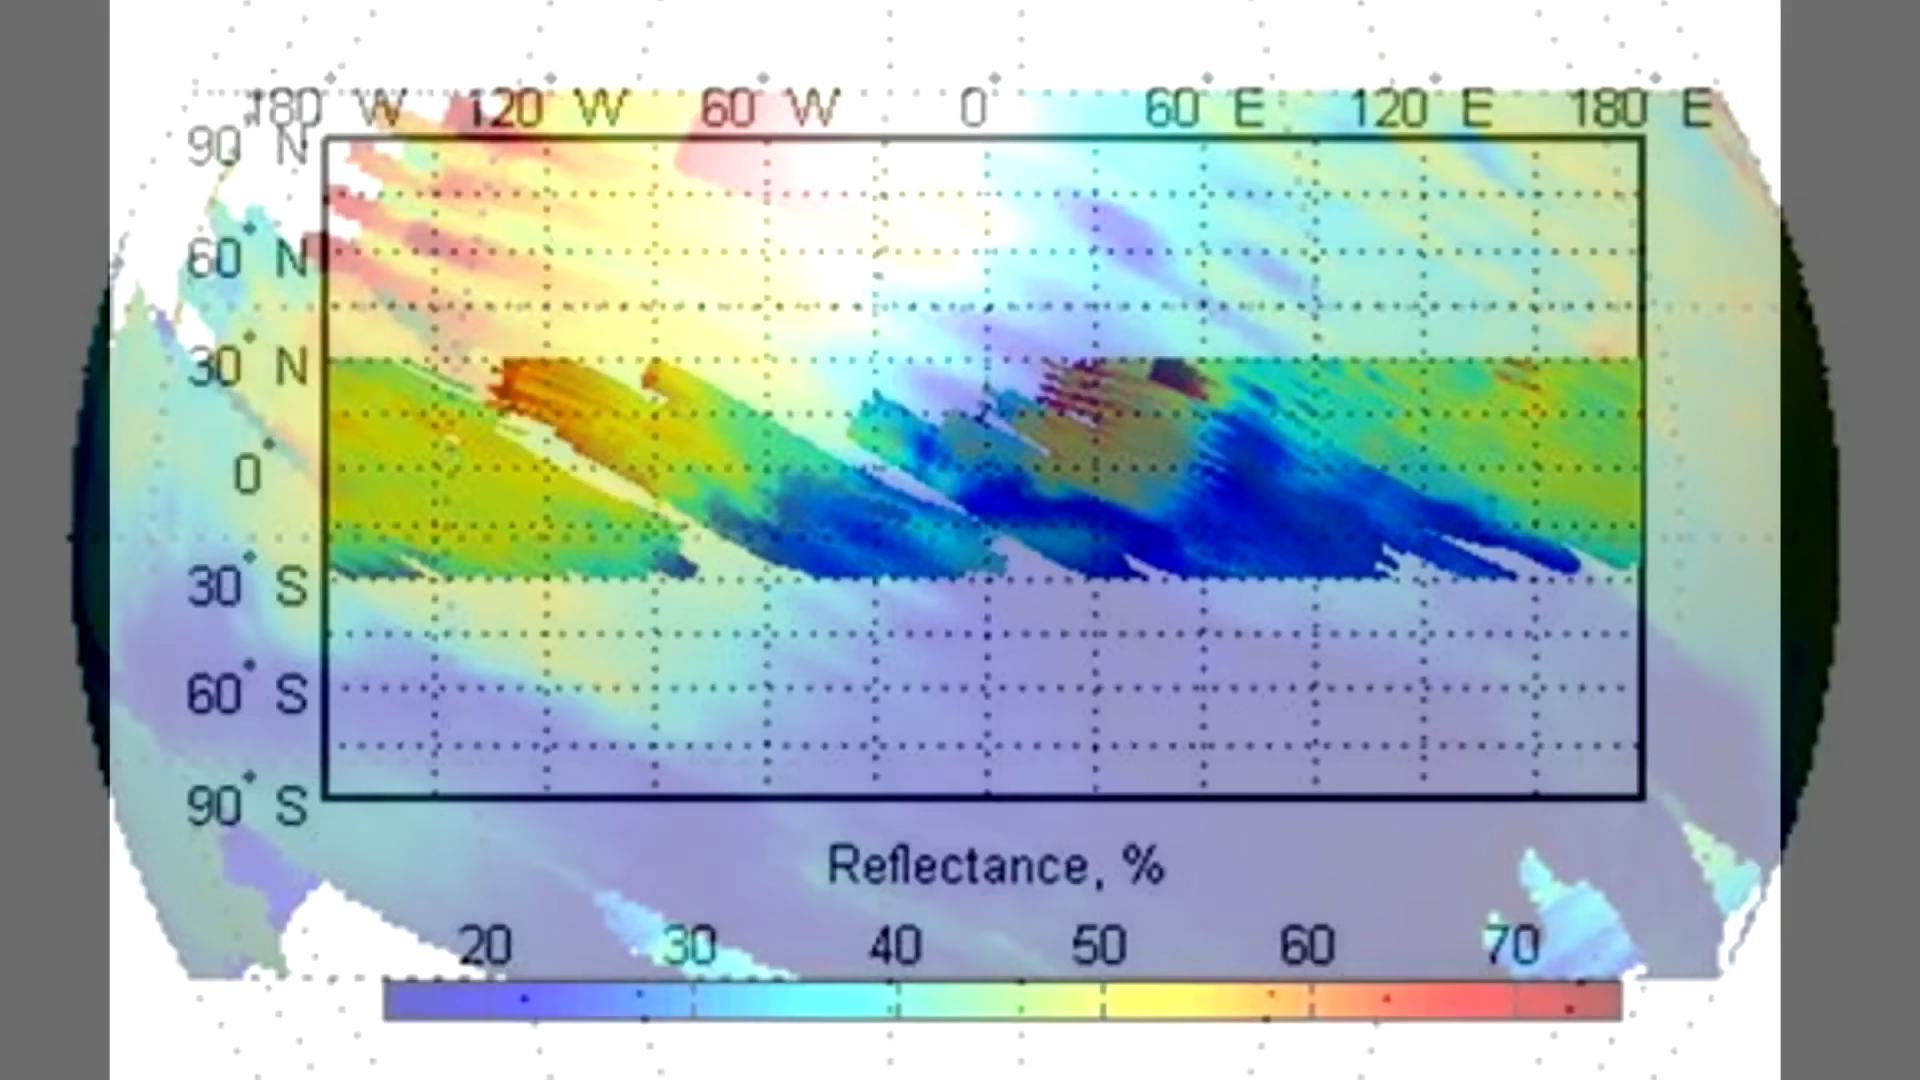 180° W 120° W 60° W 0° 60° E 120° E 180° E
90° N
60° N
30° N
0°
30° S
60° S
90° S
Reflectance, %
20 30 40 50 60 70